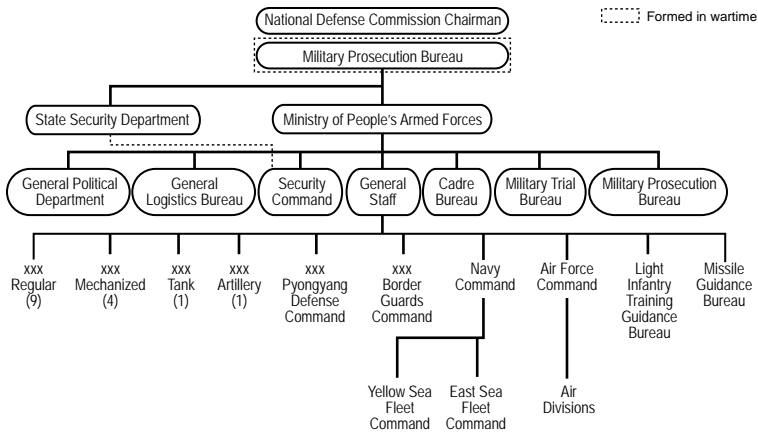 National Defense Commission Chairman
Formed in wartime
Military Prosecution Bureau
State Security Department
Ministry of People's Armed Forces
General Political
Department
General
Logistics Bureau
Security
Command
General
Staff
Cadre
Bureau
Military Trial
Bureau
Military Prosecution
Bureau
xxx
Regular
(9)
xxx
Mechanized
(4)
xxx
Tank
(1)
xxx
Artillery
(1)
xxx
Pyongyang
Defense
Command
xxx
Border
Guards
Command
Navy
Command
Air Force
Command
Light
Infantry
Training
Guidance
Bureau
Missile
Guidance
Bureau
Yellow Sea
Fleet
Command
East Sea
Fleet
Command
Air
Divisions